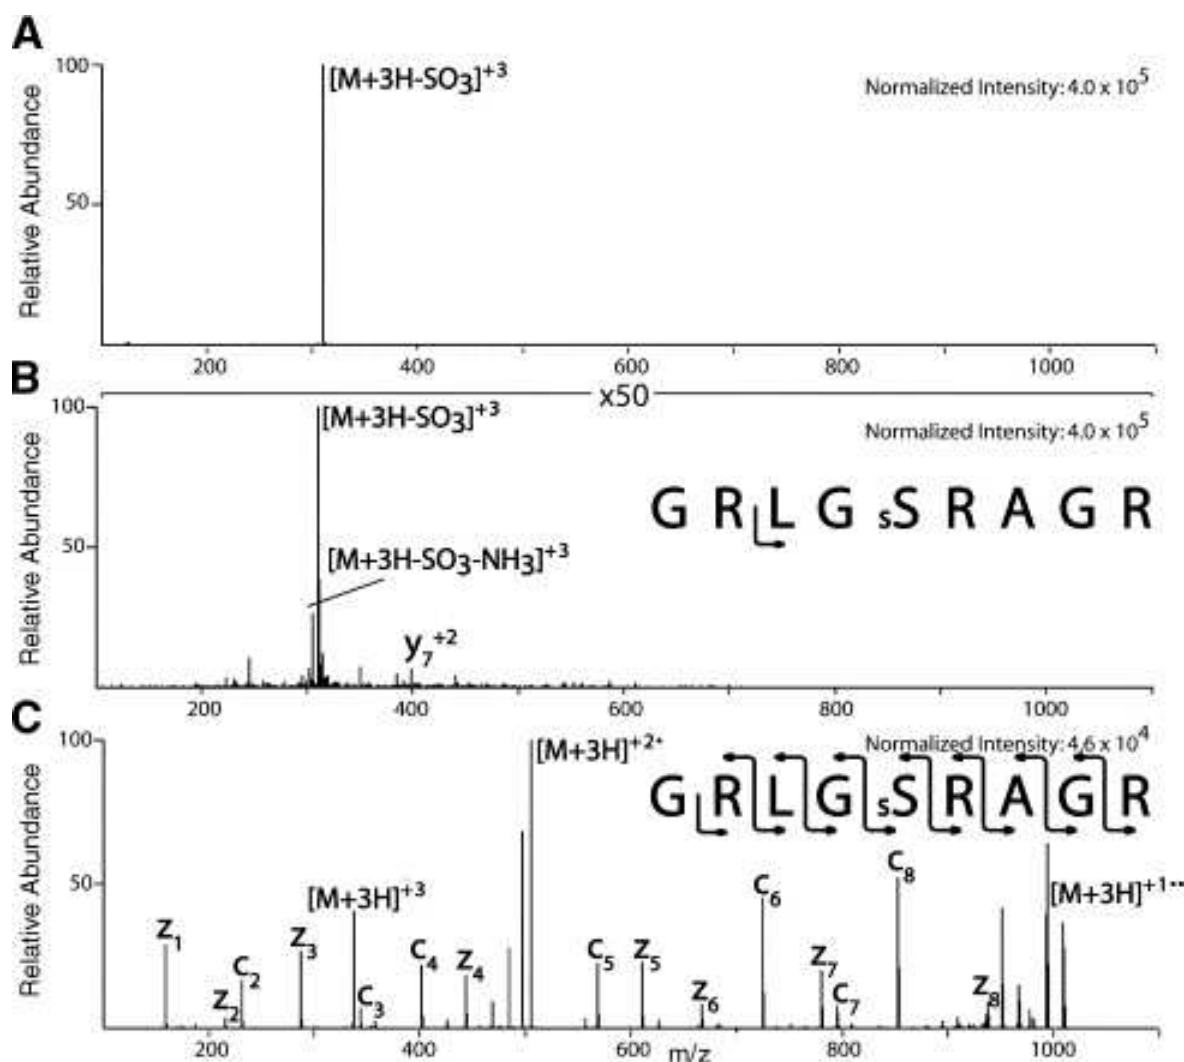 A
100
50
Relative Abundance
[M+3H-SO3]+3
Normalized Intensity: 4.0 x 10^5
200 400 600 800 1000
B
x50
100
50
Relative Abundance
[M+3H-SO3]+3
Normalized Intensity: 4.0 x 10^5
G R L G sS R A G R
[M+3H-SO3-NH3]+3
y7+2
200 400 600 800 1000
C
100
50
Relative Abundance
[M+3H]+2•
Normalized Intensity: 4.6 x 10^4
G R L G sS R A G R
[M+3H]+3
[M+3H]+1••
z1
z2
c2
z3
c3
c4
z4
c5
z5
z6
c6
z7
c7
c8
z8
200 400 600 800 1000
m/z